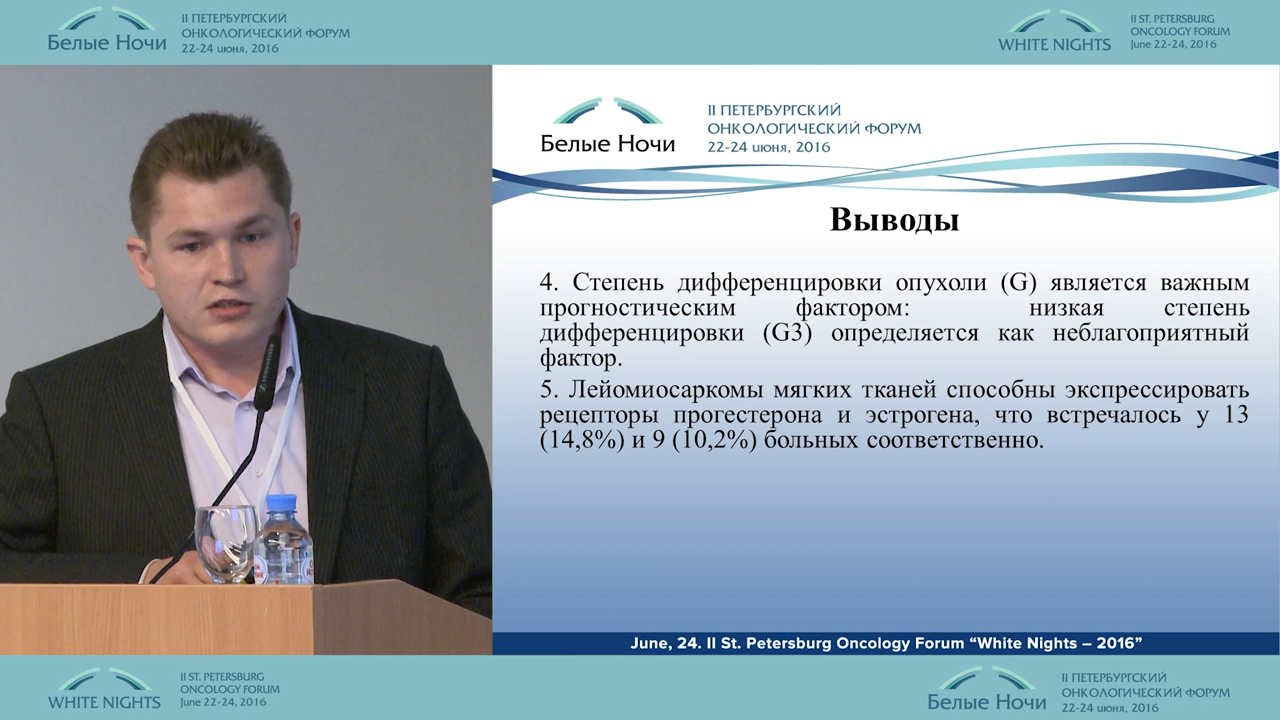 Белые Ночи
II ПЕТЕРБУРГСКИЙ
ОНКОЛОГИЧЕСКИЙ ФОРУМ
22-24 июня, 2016
WHITE NIGHTS
II ST. PETERSBURG
ONCOLOGY FORUM
June 22-24, 2016
Белые Ночи
II ПЕТЕРБУРГСКИЙ
ОНКОЛОГИЧЕСКИЙ ФОРУМ
22-24 июня, 2016
Выводы
4. Степень дифференцировки опухоли (G) является важным
прогностическим фактором: низкая степень
дифференцировки (G3) определяется как неблагоприятный
фактор.
5. Лейомиосаркомы мягких тканей способны экспрессировать
рецепторы прогестерона и эстрогена, что встречалось у 13
(14,8%) и 9 (10,2%) больных соответственно.
June, 24. II St. Petersburg Oncology Forum “White Nights – 2016”
WHITE NIGHTS
II ST. PETERSBURG
ONCOLOGY FORUM
June 22-24, 2016
Белые Ночи
II ПЕТЕРБУРГСКИЙ
ОНКОЛОГИЧЕСКИЙ ФОРУМ
22-24 июня, 2016